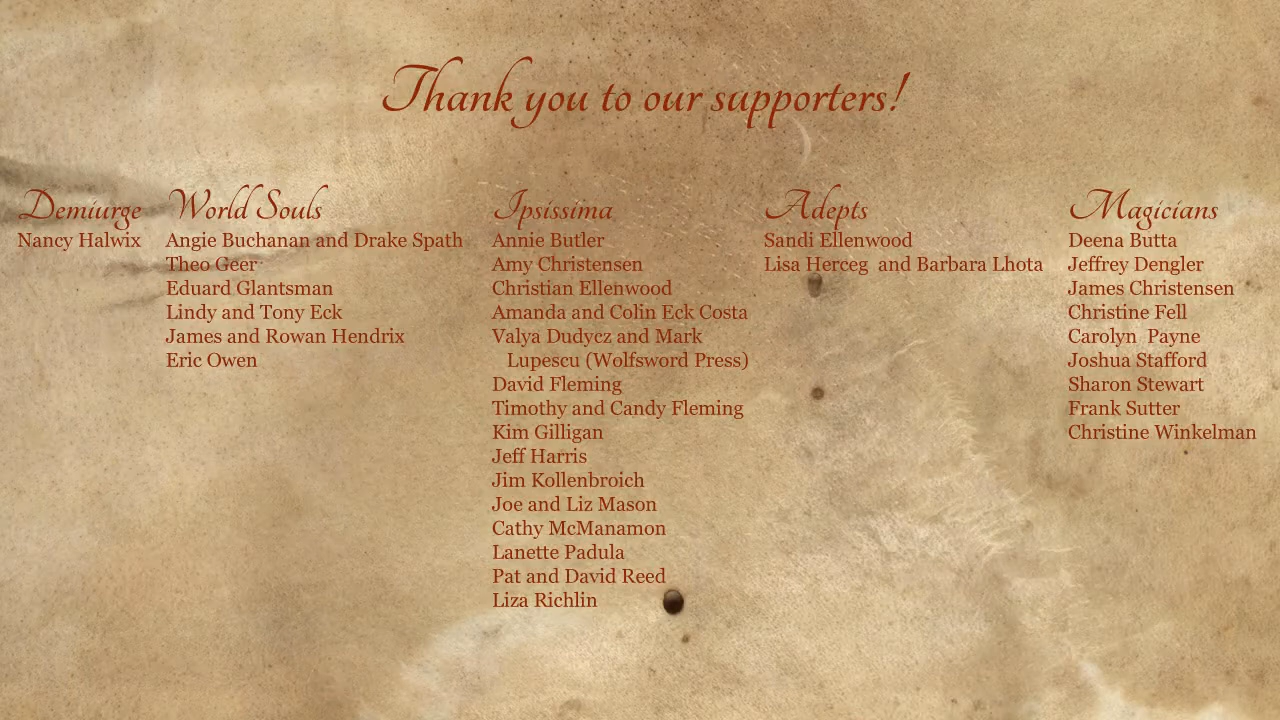 Thank you to our supporters!
Demiurge
Nancy Halwix
World Souls
Angie Buchanan and Drake Spath
Theo Geer
Eduard Glantsman
Lindy and Tony Eck
James and Rowan Hendrix
Eric Owen
Ipsissima
Annie Butler
Amy Christensen
Christian Ellenwood
Amanda and Colin Eck Costa
Valya Dudycz and Mark
Lupescu (Wolfsword Press)
David Fleming
Timothy and Candy Fleming
Kim Gilligan
Jeff Harris
Jim Kollenbroich
Joe and Liz Mason
Cathy McManamon
Lanette Padula
Pat and David Reed
Liza Richlin
Adepts
Sandi Ellenwood
Lisa Herceg  and Barbara Lhota
Magicians
Deena Butta
Jeffrey Dengler
James Christensen
Christine Fell
Carolyn  Payne
Joshua Stafford
Sharon Stewart
Frank Sutter
Christine Winkelman